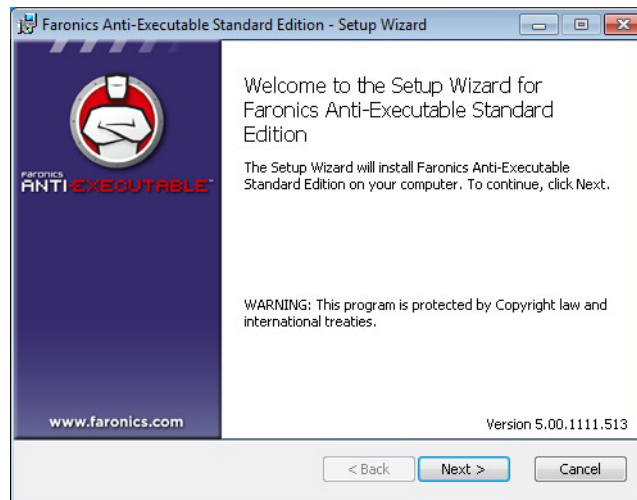 Faronics Anti-Executable Standard Edition - Setup Wizard
FARONICS
ANTI-EXECUTABLE™
Welcome to the Setup Wizard for
Faronics Anti-Executable Standard
Edition
The Setup Wizard will install Faronics Anti-Executable
Standard Edition on your computer. To continue, click Next.
WARNING: This program is protected by Copyright law and
international treaties.
www.faronics.com
Version 5.00.1111.513
< Back
Next >
Cancel